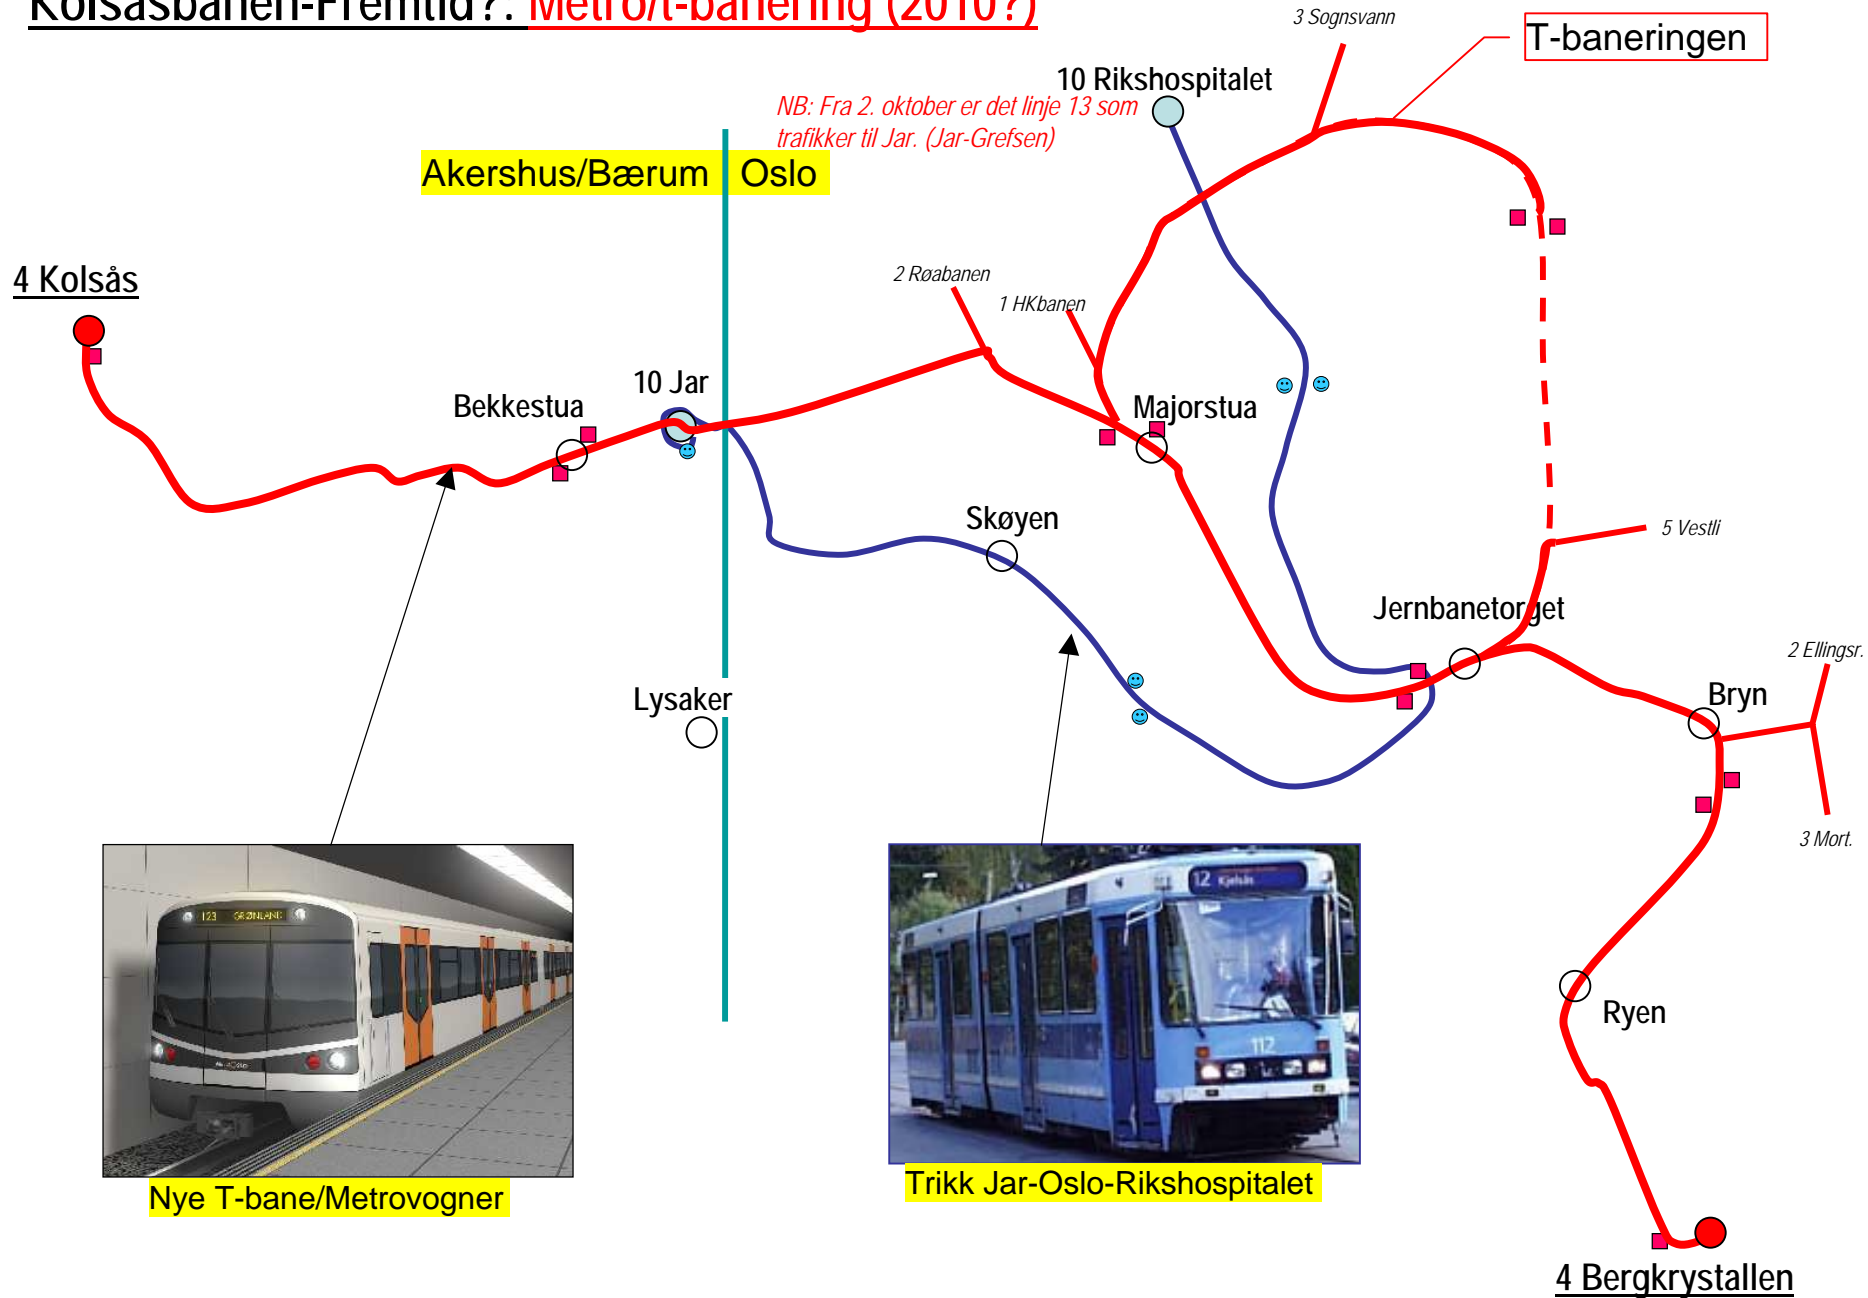 Kolsåsbanen-Fremtid?: Metro/t-banering (2010?)
3 Sognsvann
T-baneringen
10 Rikshospitalet
NB: Fra 2. oktober er det linje 13 som
trafikker til Jar. (Jar-Grefsen)
Akershus/Bærum
Oslo
4 Kolsås
2 Røabanen
1 HKbanen
10 Jar
Bekkestua
Majorstua
Skøyen
5 Vestli
Jernbanetorget
2 Ellingsr.
Lysaker
Bryn
3 Mort.
12 Kjelsås
123 GRØNLAND
112
Ryen
Nye T-bane/Metrovogner
Trikk Jar-Oslo-Rikshospitalet
4 Bergkrystallen